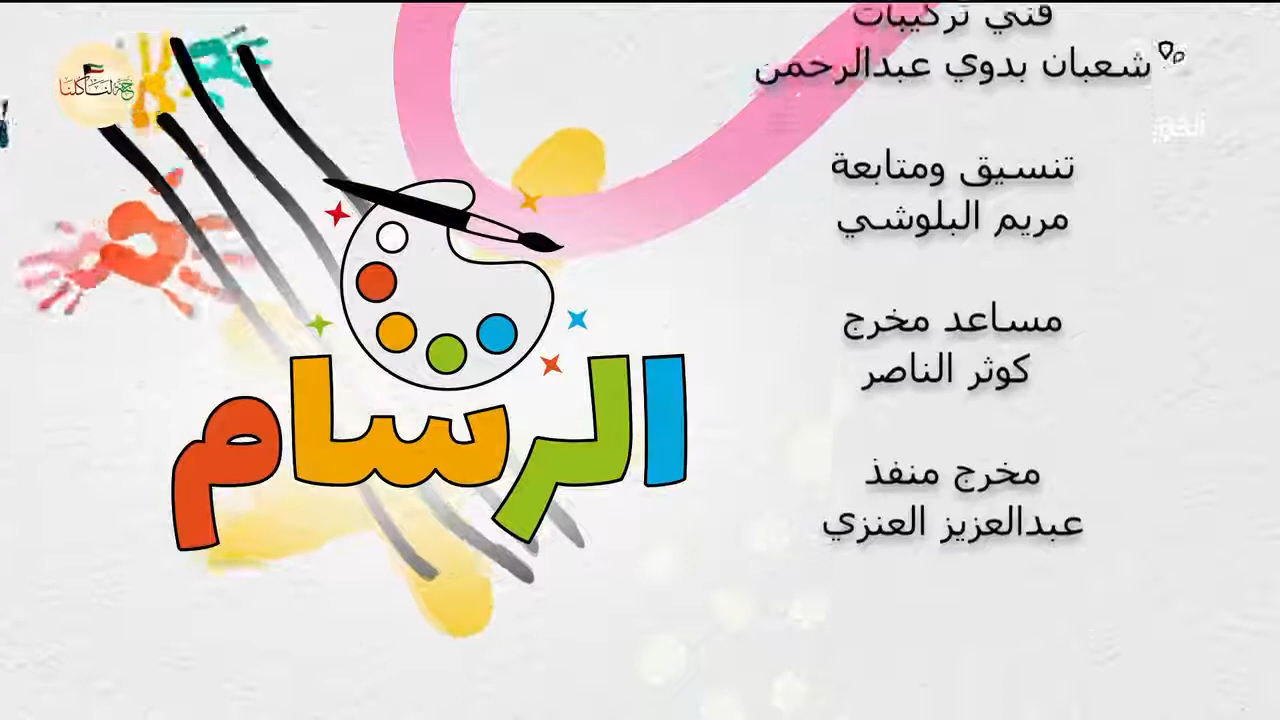 فني تركيبات
شعبان بدوي عبدالرحمن
تنسيق ومتابعة
مريم البلوشي
مساعد مخرج
كوثر الناصر
مخرج منفذ
عبدالعزيز العنزي
الرسام